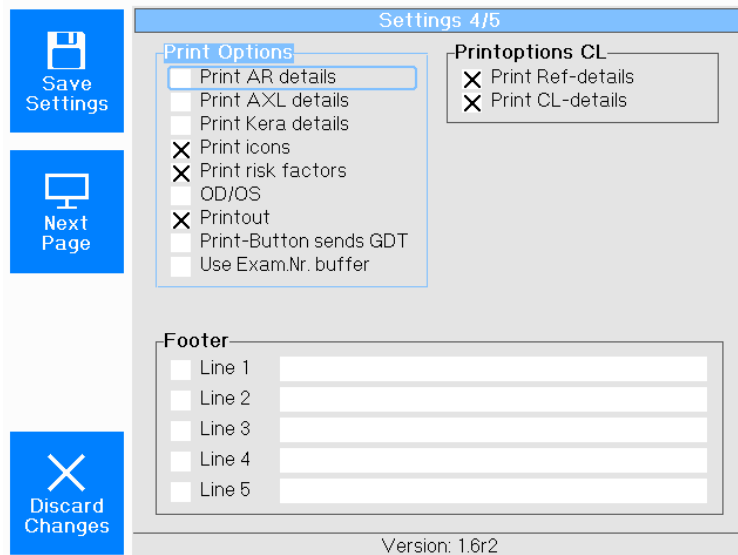 Settings 4/5
Save
Settings
Next
Page
Discard
Changes
Print Options
Print AR details
Print AXL details
Print Kera details
Print icons
Print risk factors
OD/OS
Printout
Print-Button sends GDT
Use Exam.Nr. buffer
Printoptions CL
Print Ref-details
Print CL-details
Footer
Line 1
Line 2
Line 3
Line 4
Line 5
Version: 1.6r2